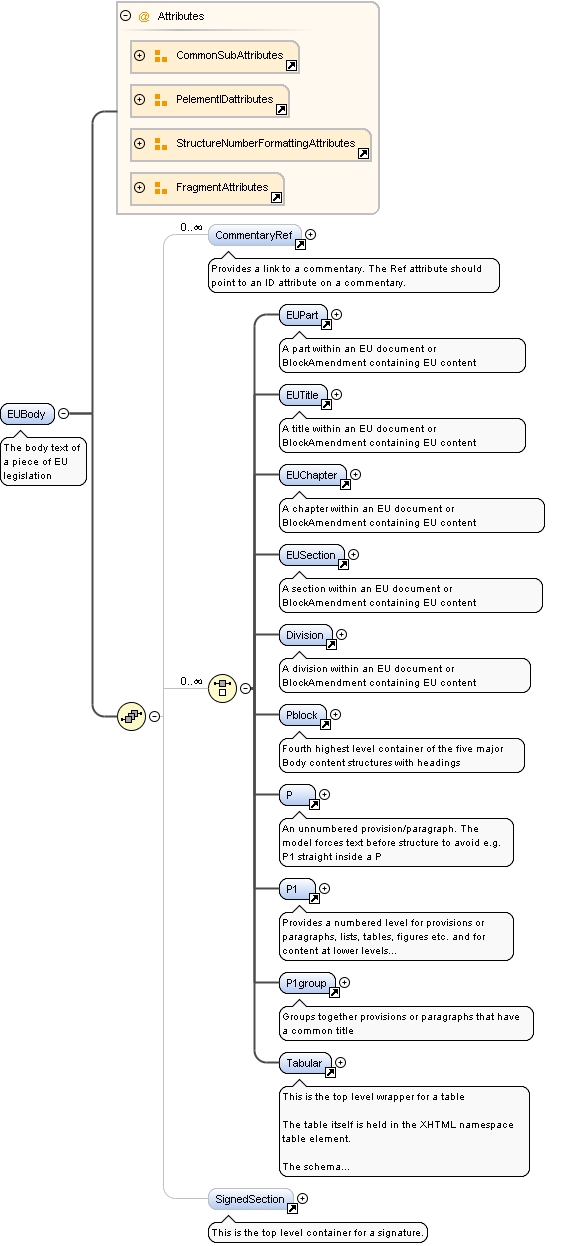 Attributes
CommonSubAttributes
PelementIDattributes
StructureNumberFormattingAttributes
FragmentAttributes
0..∞
CommentaryRef
Provides a link to a commentary. The Ref attribute should
point to an ID attribute on a commentary.
EUPart
A part within an EU document or
BlockAmendment containing EU content
EUTitle
A title within an EU document or
BlockAmendment containing EU content
EUBody
The body text of
a piece of EU
legislation
EUChapter
A chapter within an EU document or
BlockAmendment containing EU content
EUSection
A section within an EU document or
BlockAmendment containing EU content
Division
A division within an EU document or
BlockAmendment containing EU content
0..∞
Pblock
Fourth highest level container of the five major
Body content structures with headings
P
An unnumbered provision/paragraph. The
model forces text before structure to avoid e.g.
P1 straight inside a P
P1
Provides a numbered level for provisions or
paragraphs, lists, tables, figures etc. and for
content at lower levels...
P1group
Groups together provisions or paragraphs that have
a common title
Tabular
This is the top level wrapper for a table
The table itself is held in the XHTML namespace
table element.
The schema...
SignedSection
This is the top level container for a signature.